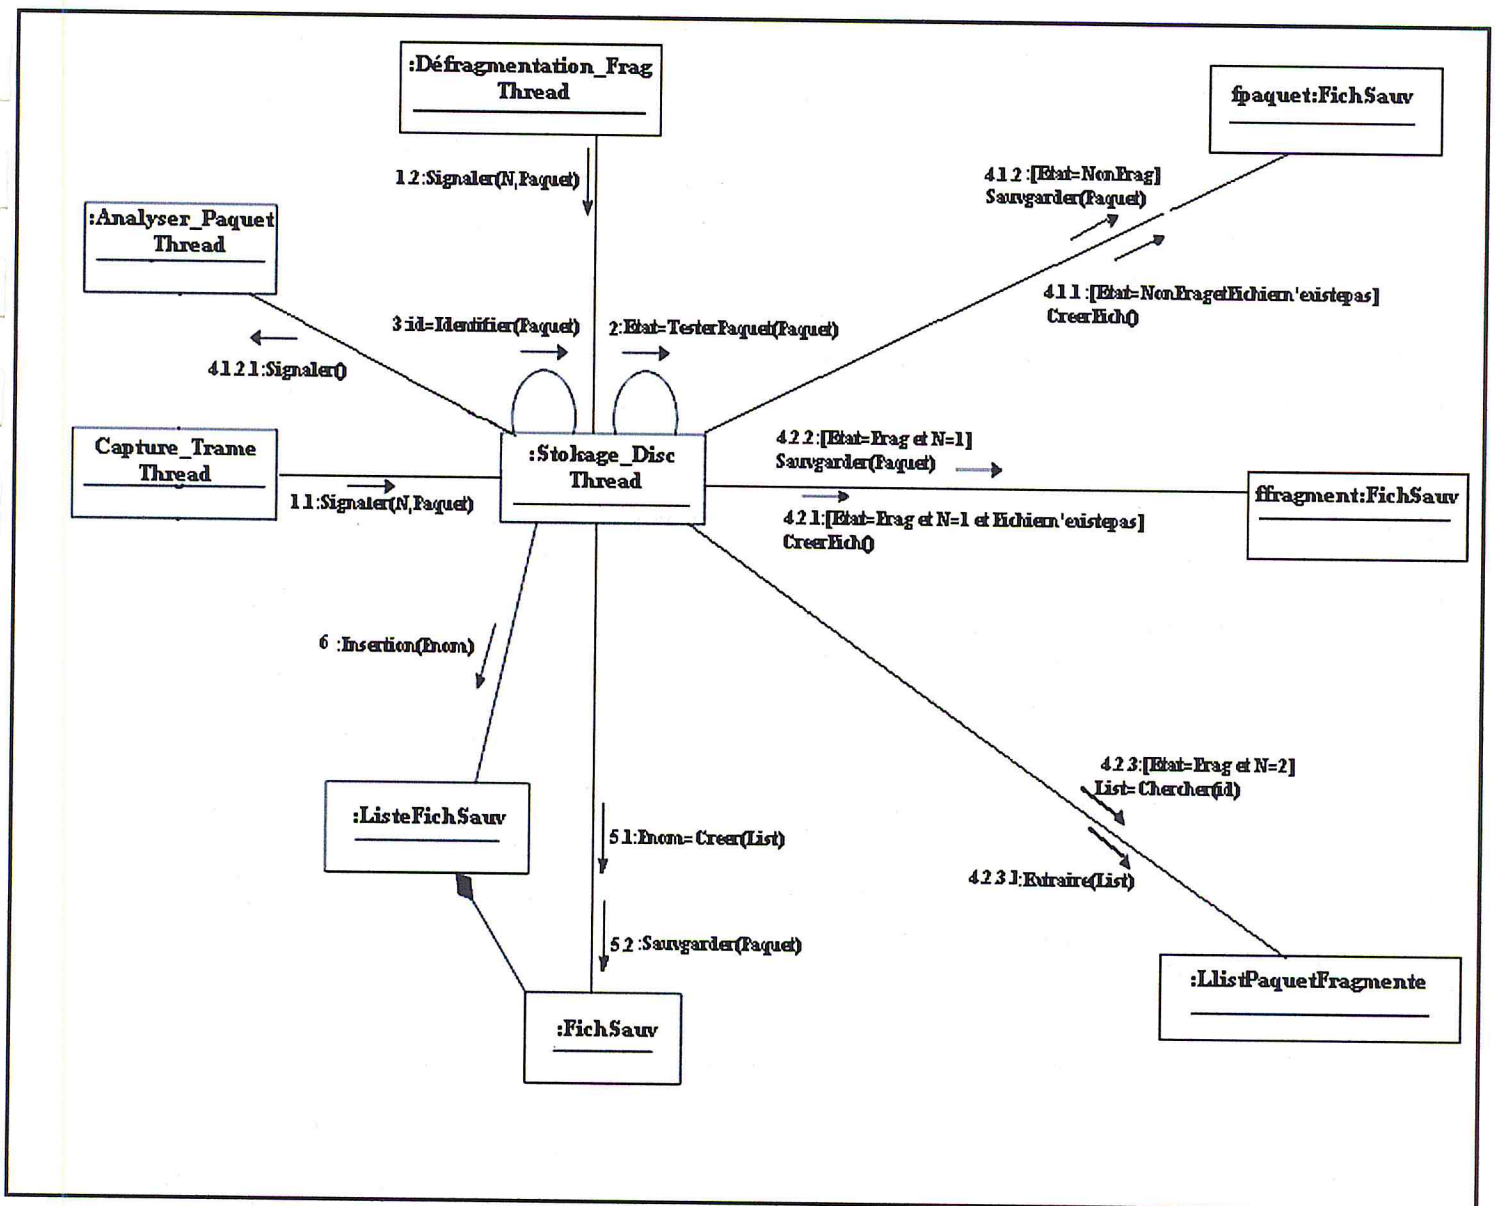 :Défragmentation_Frag
Thread
fpaquet:FichSauv
1.2:Signaler(N,Paquet)
4.1.2:[Etat=NonFrag]
Sauvgarder(Paquet)
:Analyser_Paquet
Thread
4.1.1:[Etat=NonFragetFichiern'existepas]
CreerFich()
3:id=Identifier(Paquet)
2:Etat=TesterPaquet(Paquet)
4.1.2.1:Signaler()
Capture_Trame
Thread
:Stokage_Disc
Thread
4.2.2:[Etat=Frag et N=1]
Sauvgarder(Paquet)
ffragment:FichSauv
1.1:Signaler(N,Paquet)
4.2.1:[Etat=Frag et N=1 et Fichiern'existepas]
CreerFich()
6 :Insertion(Fnom)
4.2.3:[Etat=Frag et N=2]
List=Chercher(id)
:ListeFichSauv
5.1:Fnom=Creer(List)
4.2.3.1:Extraire(List)
5.2:Sauvgarder(Paquet)
:LlistPaquetFragmente
:FichSauv